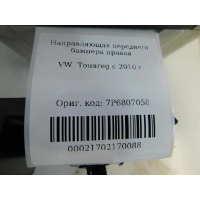 Направляющая переднего
бампера правая
VW Touareg с 2010 г
Ориг. код: 7P6807050
00021702170088